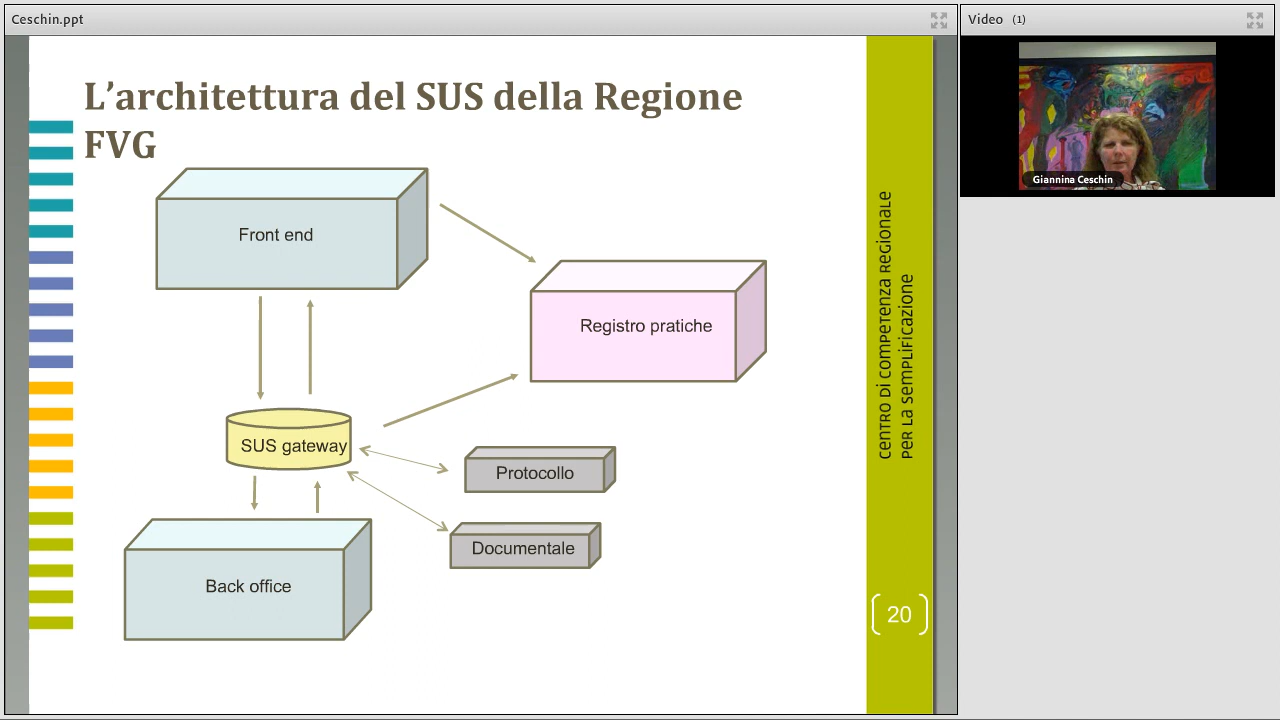 Ceschin.ppt
L’architettura del SUS della Regione
FVG
Front end
Registro pratiche
SUS gateway
Protocollo
Documentale
Back office
CENTRO DI COMPETENZA REGIONALE
PER LA SEMPLIFICAZIONE
20
Video (1)
Giannina Ceschin